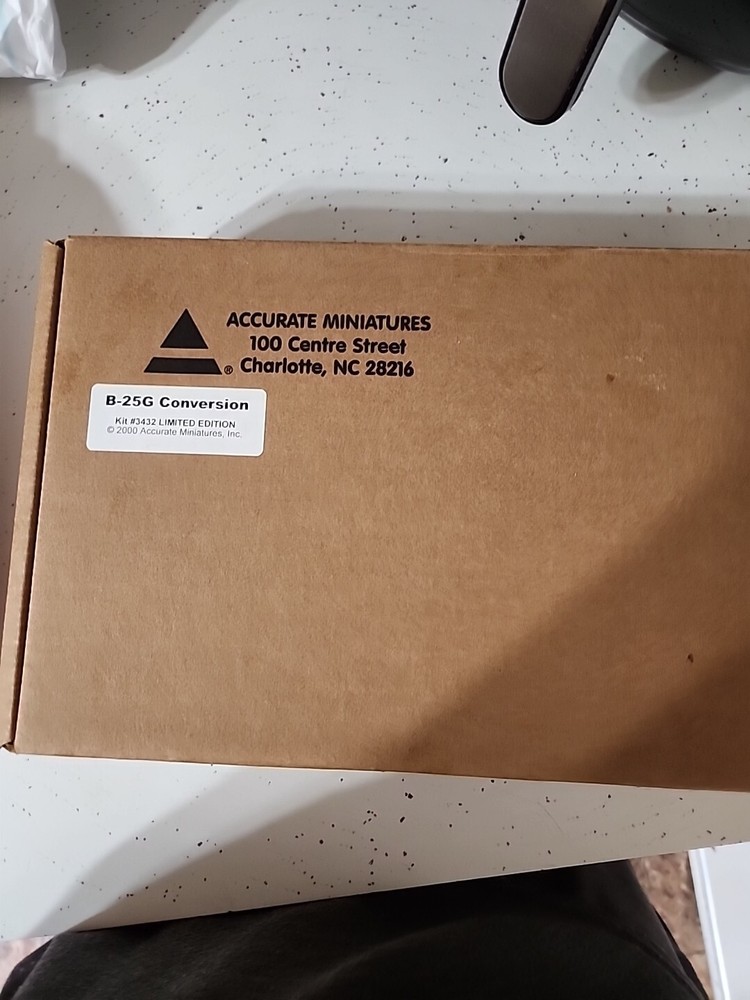 ACCURATE MINIATURES
100 Centre Street
® Charlotte, NC 28216
B-25G Conversion
Kit #3432 LIMITED EDITION
© 2000 Accurate Miniatures, Inc.